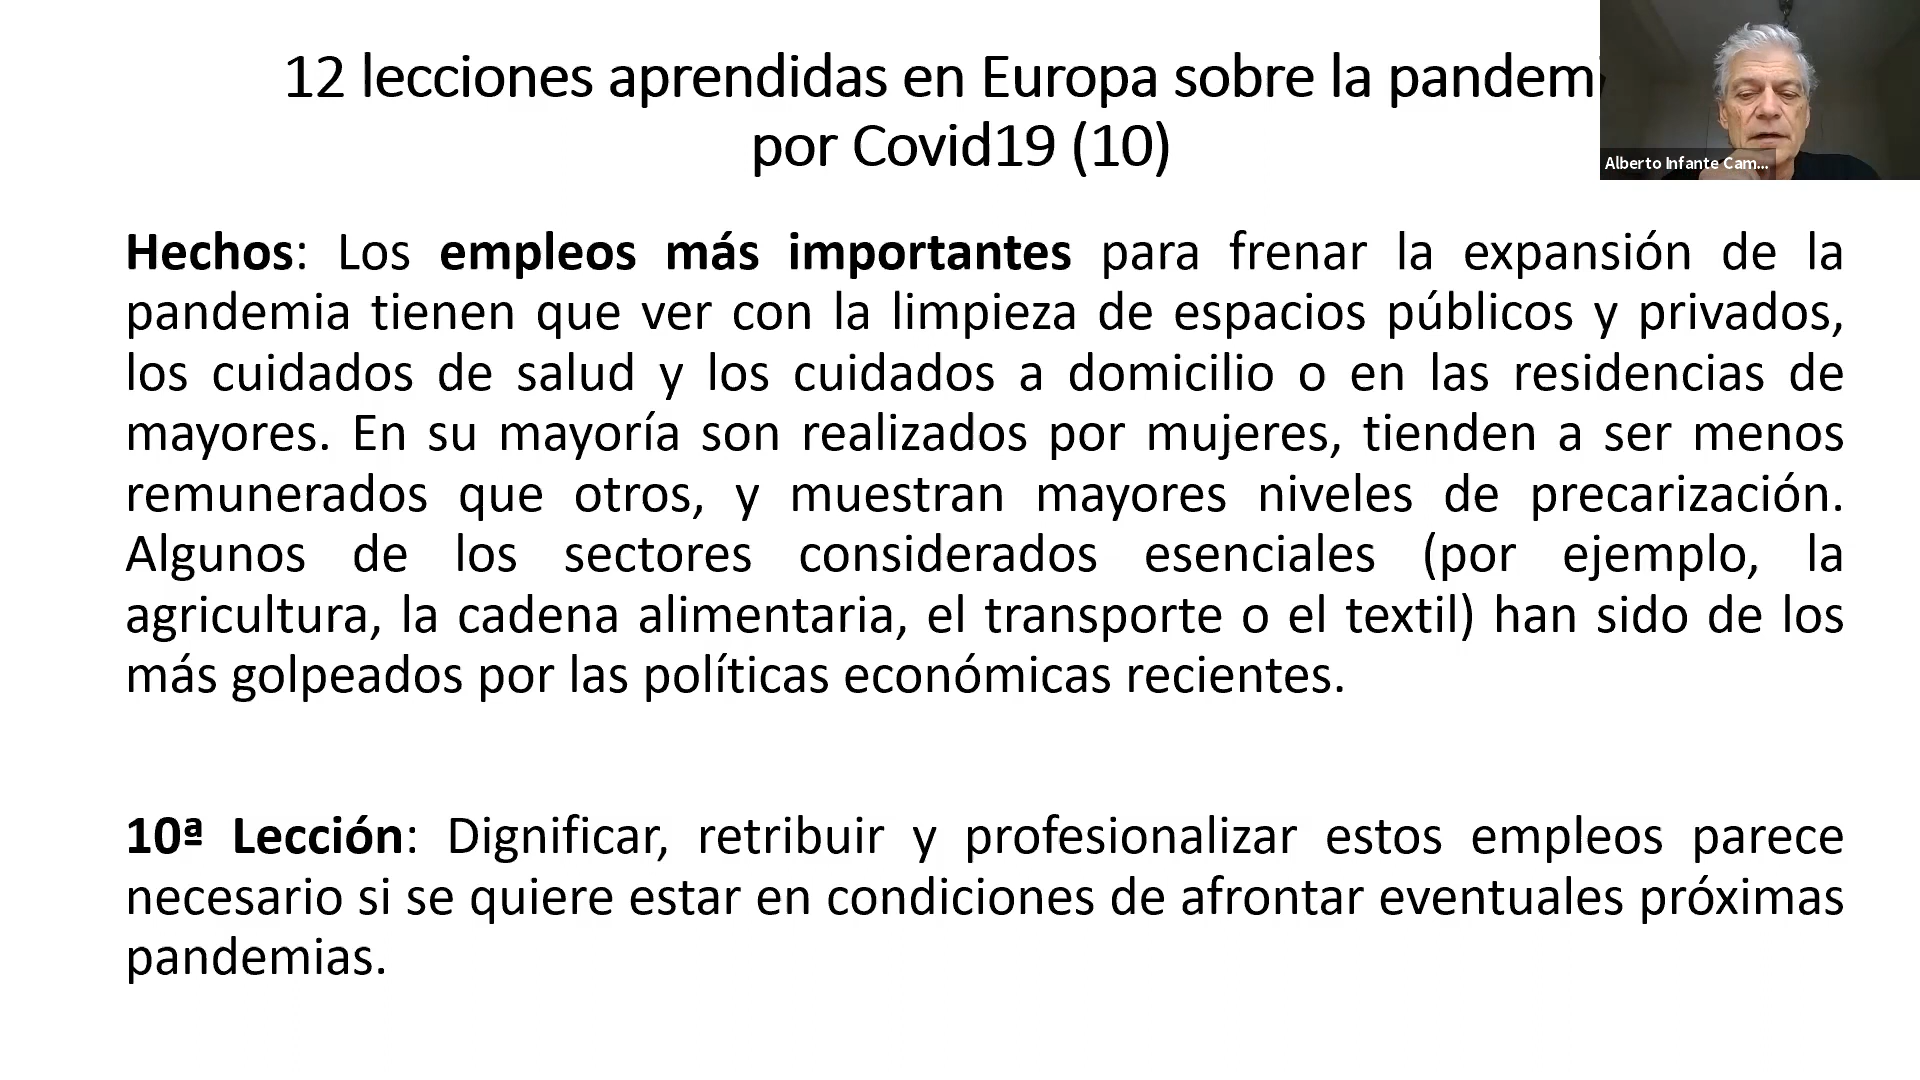 12 lecciones aprendidas en Europa sobre la pandemi
por Covid19 (10)
Alberto Infante Cam...
Hechos: Los empleos más importantes para frenar la expansión de la
pandemia tienen que ver con la limpieza de espacios públicos y privados,
los cuidados de salud y los cuidados a domicilio o en las residencias de
mayores. En su mayoría son realizados por mujeres, tienden a ser menos
remunerados que otros, y muestran mayores niveles de precarización.
Algunos de los sectores considerados esenciales (por ejemplo, la
agricultura, la cadena alimentaria, el transporte o el textil) han sido de los
más golpeados por las políticas económicas recientes.
10ª Lección: Dignificar, retribuir y profesionalizar estos empleos parece
necesario si se quiere estar en condiciones de afrontar eventuales próximas
pandemias.